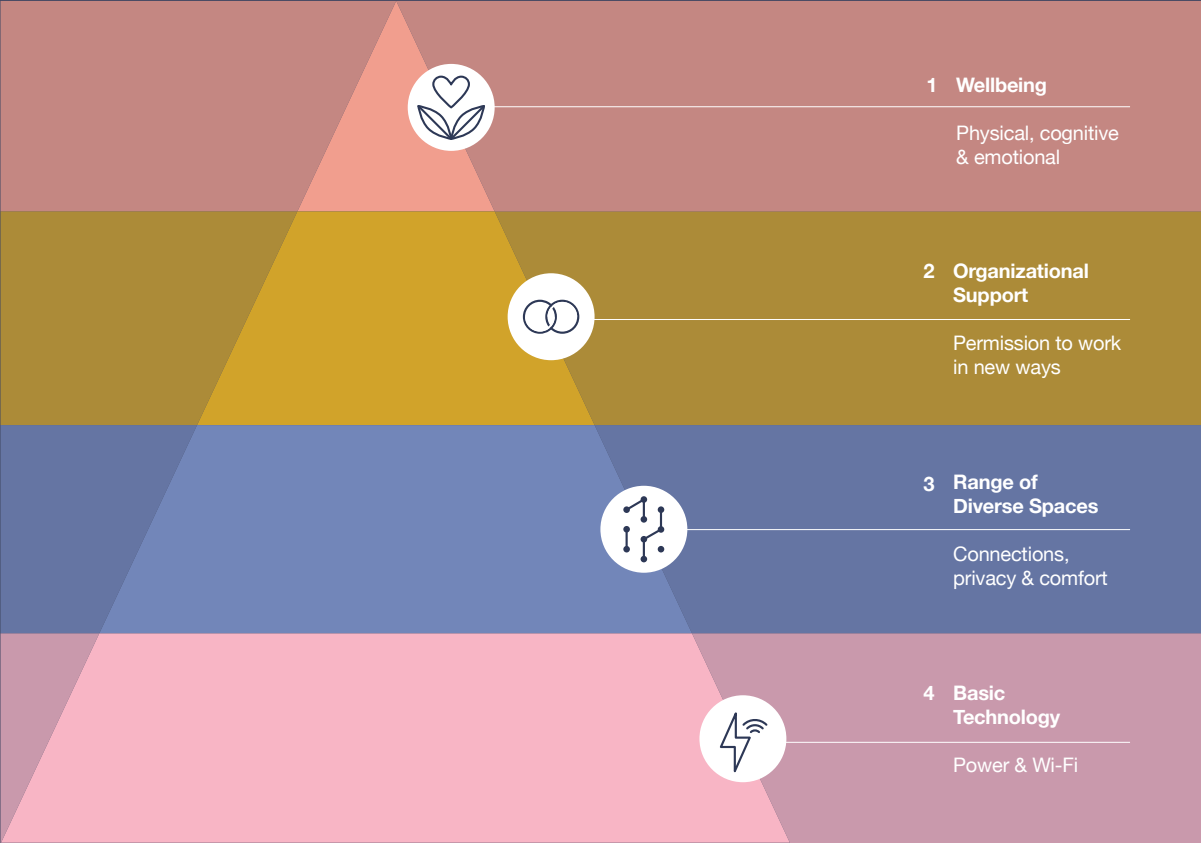 1 Wellbeing
Physical, cognitive
& emotional
2 Organizational
Support
Permission to work
in new ways
3 Range of
Diverse Spaces
Connections,
privacy & comfort
4 Basic
Technology
Power & Wi-Fi